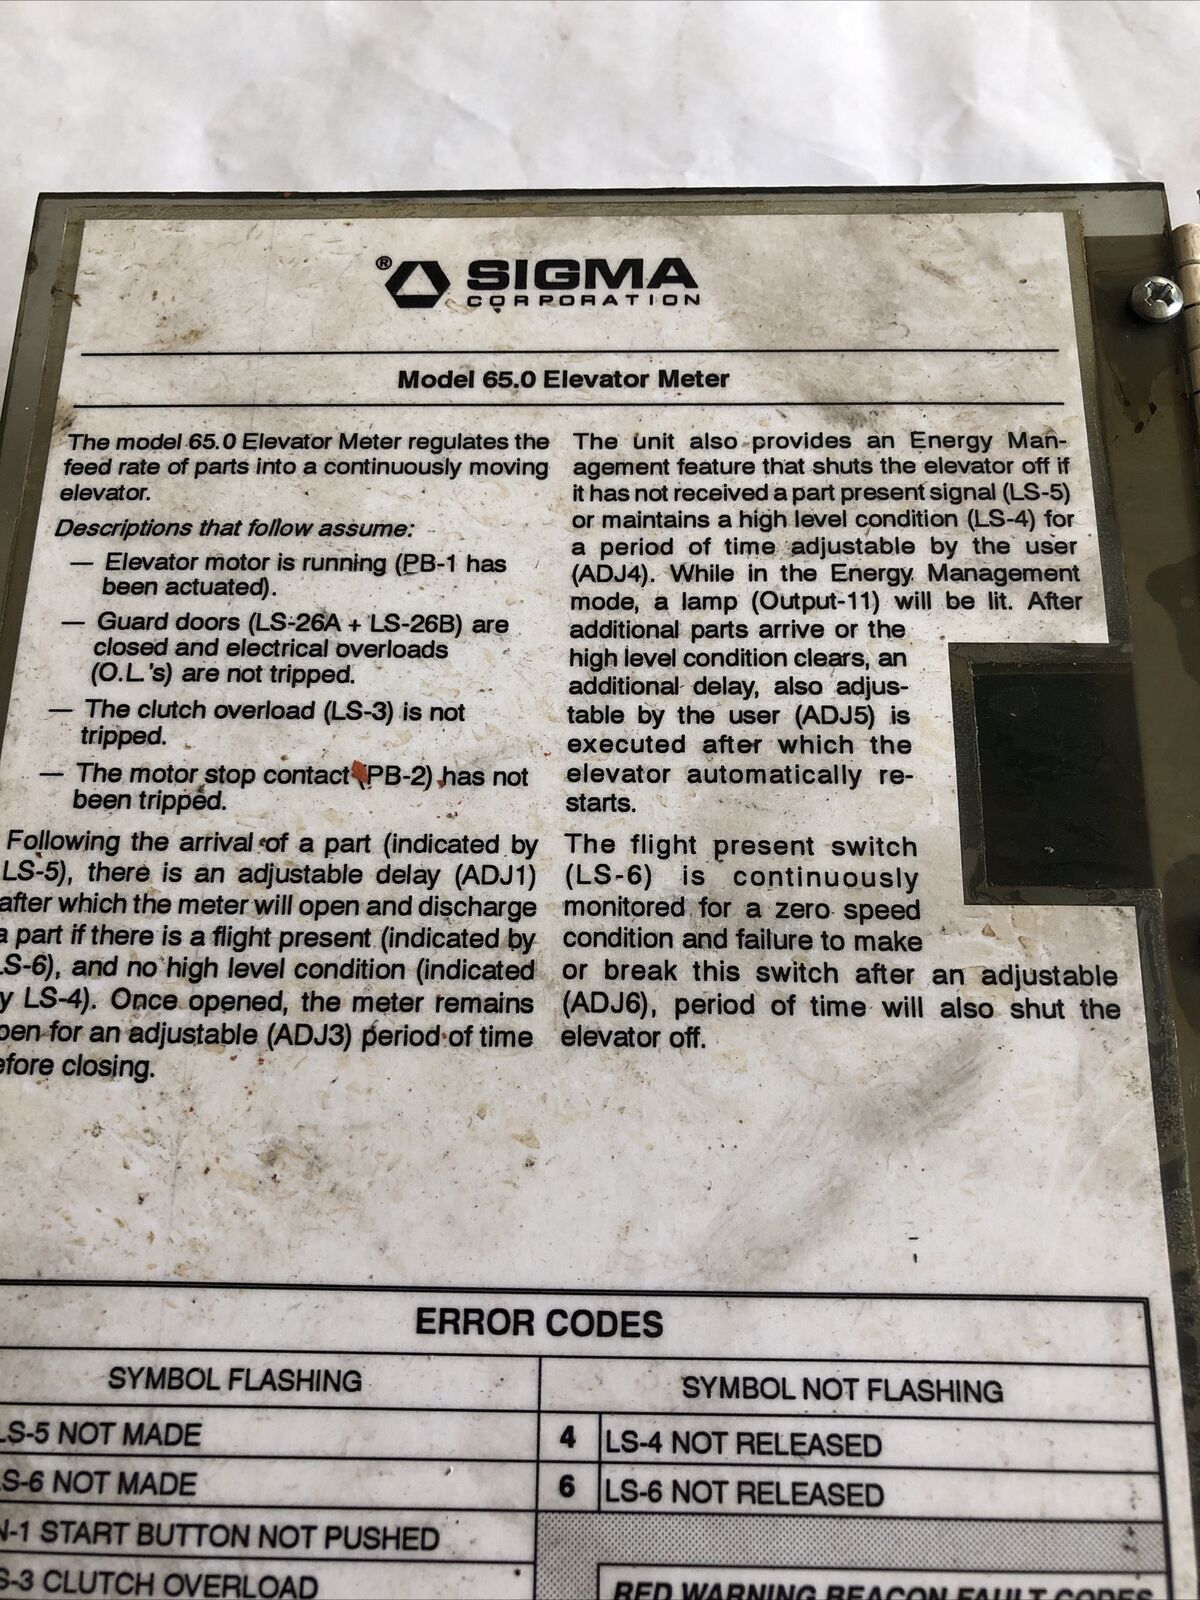 ®
SIGMA
CORPORATION
Model 65.0 Elevator Meter
The model 65.0 Elevator Meter regulates the
feed rate of parts into a continuously moving
elevator.
Descriptions that follow assume:
— Elevator motor is running (PB-1 has
been actuated).
— Guard doors (LS-26A + LS-26B) are
closed and electrical overloads
(O.L.'s) are not tripped.
— The clutch overload (LS-3) is not
tripped.
— The motor stop contact (PB-2) has not
been tripped.
Following the arrival of a part (indicated by
LS-5), there is an adjustable delay (ADJ1)
after which the meter will open and discharge
a part if there is a flight present (indicated by
LS-6), and no high level condition (indicated
y LS-4). Once opened, the meter remains
pen for an adjustable (ADJ3) period of time
efore closing.
The unit also provides an Energy Man-
agement feature that shuts the elevator off if
it has not received a part present signal (LS-5)
or maintains a high level condition (LS-4) for
a period of time adjustable by the user
(ADJ4). While in the Energy Management
mode, a lamp (Output-11) will be lit. After
additional parts arrive or the
high level condition clears, an
additional delay, also adjus-
table by the user (ADJ5) is
executed after which the
elevator automatically re-
starts.
The flight present switch
(LS-6) is continuously
monitored for a zero speed
condition and failure to make
or break this switch after an adjustable
(ADJ6), period of time will also shut the
elevator off.
ERROR CODES
SYMBOL FLASHING
SYMBOL NOT FLASHING
LS-5 NOT MADE
4 LS-4 NOT RELEASED
S-6 NOT MADE
6 LS-6 NOT RELEASED
-1 START BUTTON NOT PUSHED
S-3 CLUTCH OVERLOAD
RED WARNING BEACON FAULT CODES